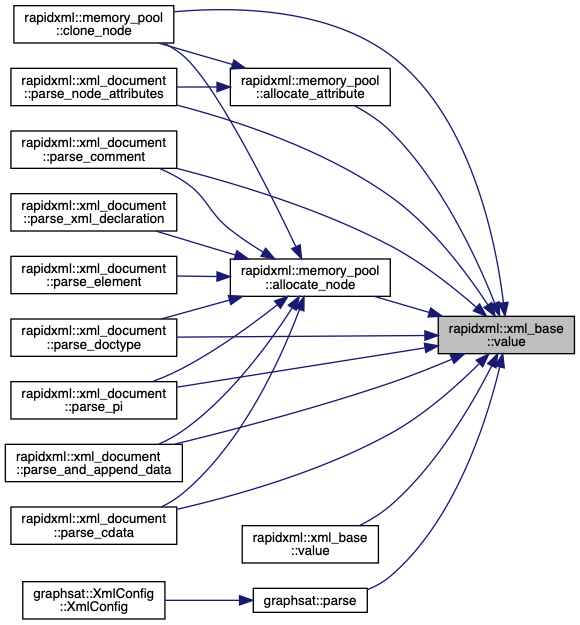 rapidxml::memory_pool
::clone_node
rapidxml::memory_pool
::allocate_attribute
rapidxml::xml_document
::parse_node_attributes
rapidxml::xml_document
::parse_comment
rapidxml::xml_document
::parse_xml_declaration
rapidxml::xml_document
::parse_element
rapidxml::memory_pool
::allocate_node
rapidxml::xml_document
::parse_doctype
rapidxml::xml_base
::value
rapidxml::xml_document
::parse_pi
rapidxml::xml_document
::parse_and_append_data
rapidxml::xml_document
::parse_cdata
rapidxml::xml_base
::value
graphsat::XmlConfig
::XmlConfig
graphsat::parse